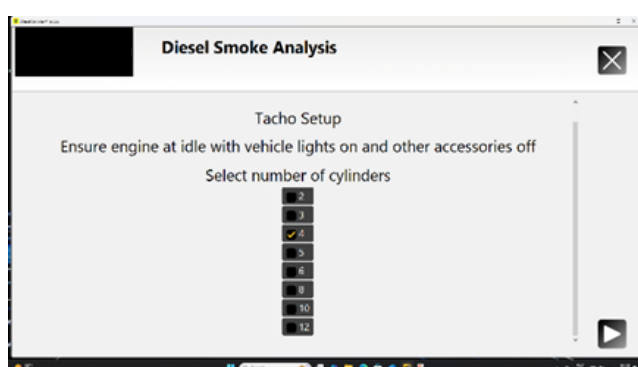 Diesel Smoke Analysis
Tacho Setup
Ensure engine at idle with vehicle lights on and other accessories off
Select number of cylinders
2
3
4
5
6
8
10
12